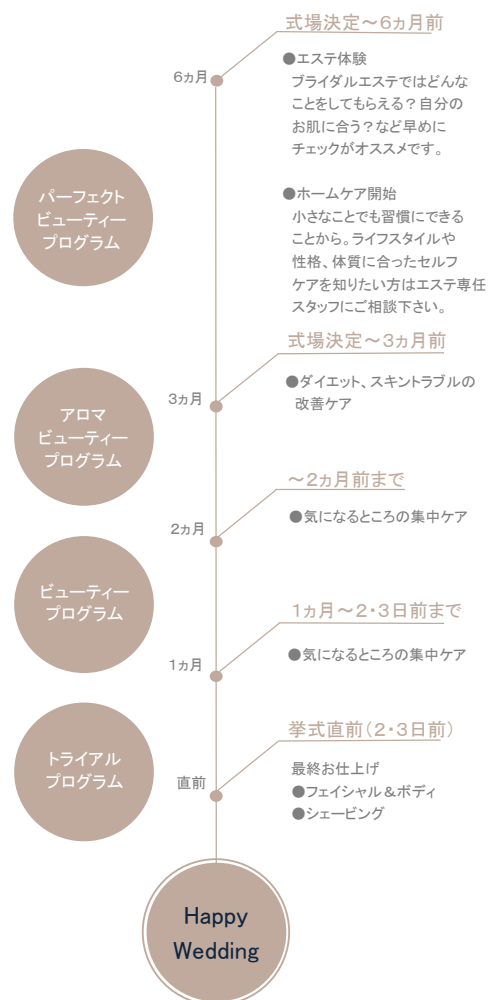 式場決定～6ヵ月前
6ヵ月
●エステ体験
ブライダルエステではどんな
ことをしてもらえる？自分の
お肌に合う？など早めに
チェックがオススメです。
パーフェクト
ビューティー
プログラム
●ホームケア開始
小さなことでも習慣にできる
ことから。ライフスタイルや
性格、体質に合ったセルフ
ケアを知りたい方はエステ専任
スタッフにご相談下さい。
式場決定～3ヵ月前
3ヵ月
●ダイエット、スキントラブルの
改善ケア
アロマ
ビューティー
プログラム
～2ヵ月前まで
2ヵ月
●気になるところの集中ケア
ビューティー
プログラム
1ヵ月～2・3日前まで
1ヵ月
●気になるところの集中ケア
トライアル
プログラム
挙式直前（2・3日前）
直前
最終お仕上げ
●フェイシャル＆ボディ
●シェービング
Happy
Wedding